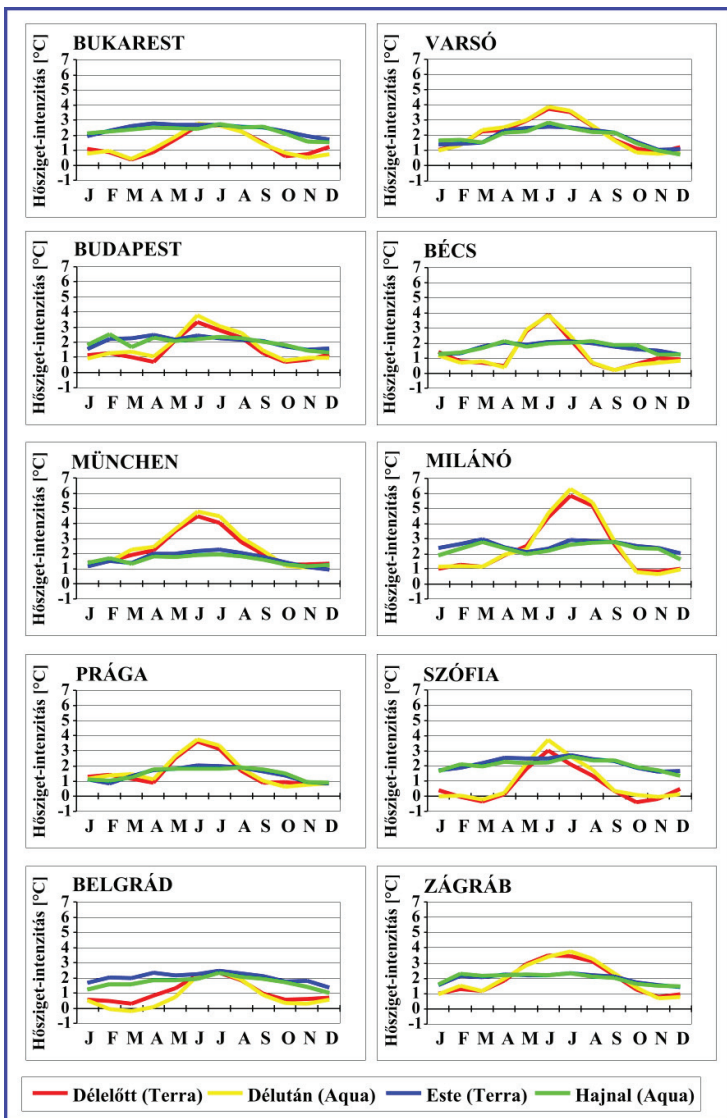 BUKAREST
Hősziget-intenzitás [°C]
7
6
5
4
3
2
1
0
-1
J F M A M J J A S O N D
VARSÓ
Hősziget-intenzitás [°C]
7
6
5
4
3
2
1
0
-1
J F M A M J J A S O N D
BUDAPEST
Hősziget-intenzitás [°C]
7
6
5
4
3
2
1
0
-1
J F M A M J J A S O N D
BÉCS
Hősziget-intenzitás [°C]
7
6
5
4
3
2
1
0
-1
J F M A M J J A S O N D
MÜNCHEN
Hősziget-intenzitás [°C]
7
6
5
4
3
2
1
0
-1
J F M A M J J A S O N D
MILÁNÓ
Hősziget-intenzitás [°C]
7
6
5
4
3
2
1
0
-1
J F M A M J J A S O N D
PRÁGA
Hősziget-intenzitás [°C]
7
6
5
4
3
2
1
0
-1
J F M A M J J A S O N D
SZÓFIA
Hősziget-intenzitás [°C]
7
6
5
4
3
2
1
0
-1
J F M A M J J A S O N D
BELGRÁD
Hősziget-intenzitás [°C]
7
6
5
4
3
2
1
0
-1
J F M A M J J A S O N D
ZÁGRÁB
Hősziget-intenzitás [°C]
7
6
5
4
3
2
1
0
-1
J F M A M J J A S O N D
Délelőtt (Terra) Délután (Aqua) Este (Terra) Hajnal (Aqua)